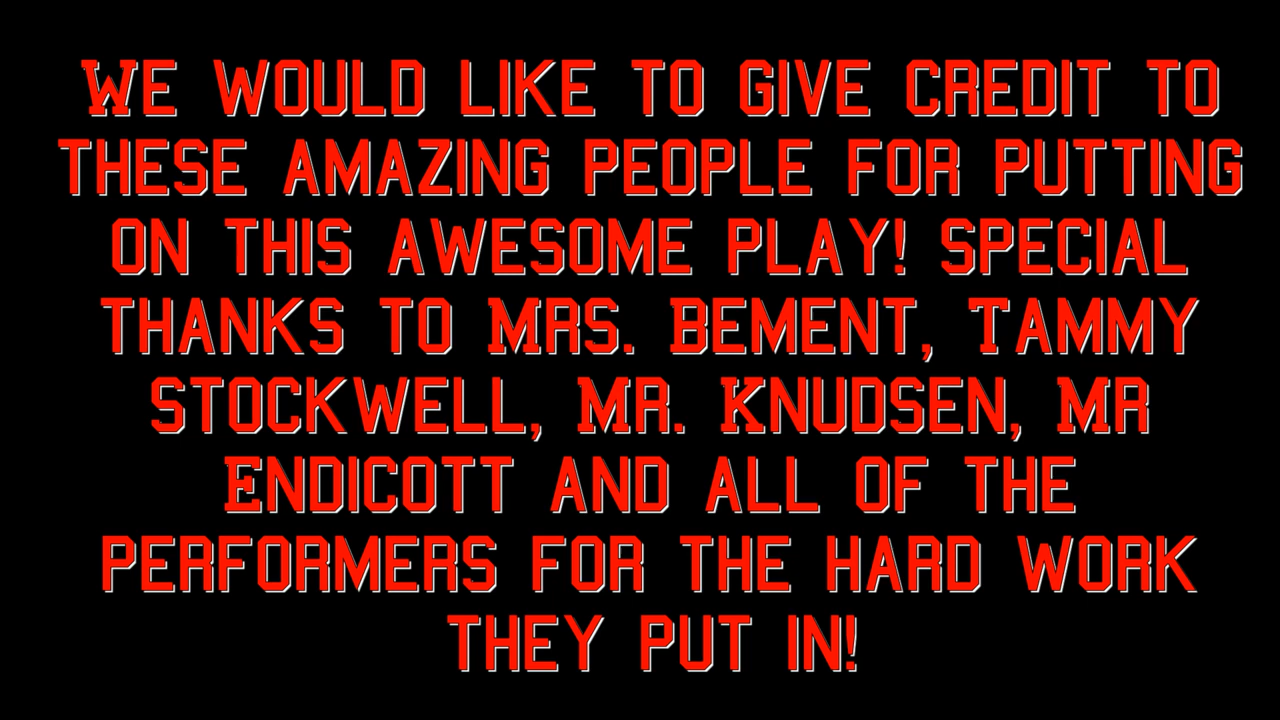 We would like to give credit to
these amazing people for putting
on this awesome play! special
thanks to Mrs. Bement, Tammy
stockwell, Mr. Knudsen, Mr
Endicott and all of the
performers for the hard work
they put in!